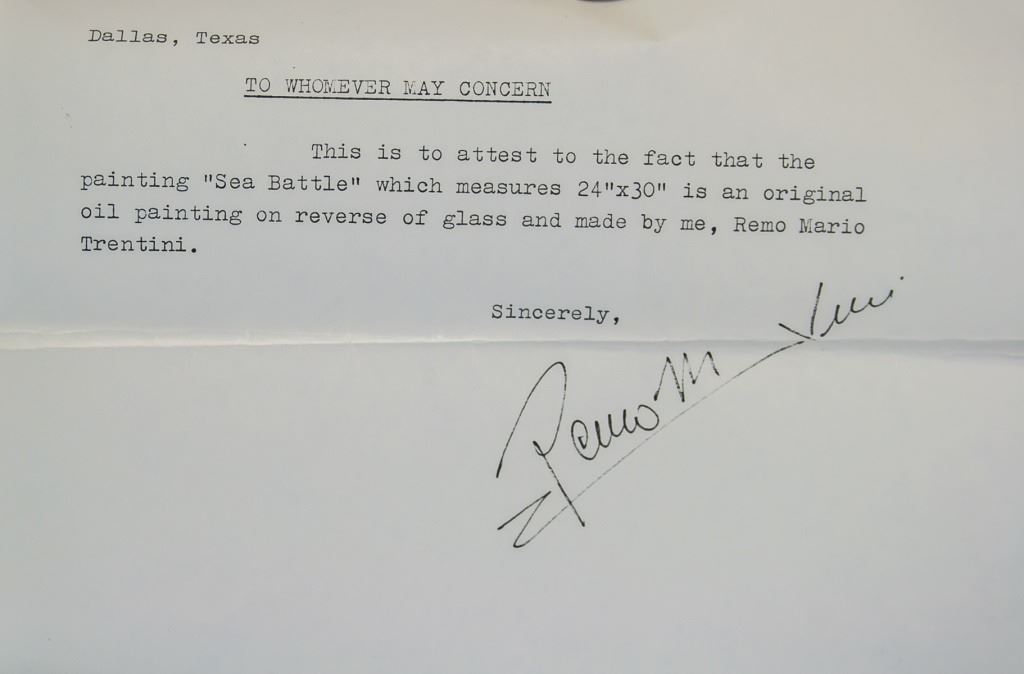 Dallas, Texas
TO WHOMEVER MAY CONCERN
This is to attest to the fact that the
painting "Sea Battle" which measures 24"x30" is an original
oil painting on reverse of glass and made by me, Remo Mario
Trentini.
Sincerely,
Remo M